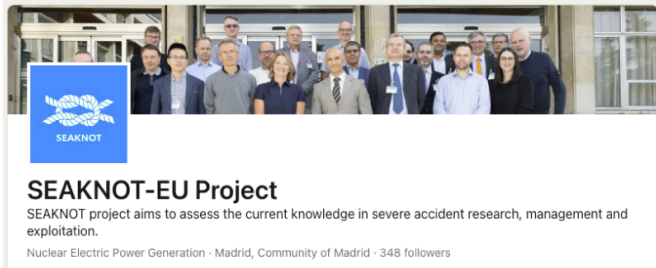 SEAKNOT
SEAKNOT-EU Project
SEAKNOT project aims to assess the current knowledge in severe accident research, management and
exploitation.
Nuclear Electric Power Generation · Madrid, Community of Madrid · 348 followers